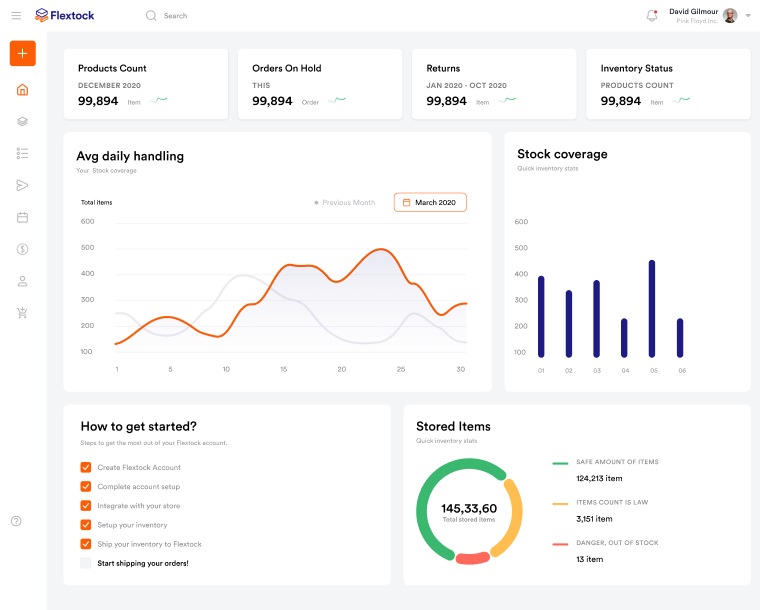 Flextock
Search
David Gilmour
Pink Floyd Inc.
Products Count
DECEMBER 2020
99,894 Item
Orders On Hold
THIS
99,894 Order
Returns
JAN 2020 - OCT 2020
99,894 Item
Inventory Status
PRODUCTS COUNT
99,894 Item
Avg daily handling
Your Stock coverage
Total items
Previous Month
March 2020
600
500
400
300
200
100
1 5 10 15 20 25 30
Stock coverage
Quick inventory stats
600
500
400
300
200
100
01 02 03 04 05 06
How to get started?
Steps to get the most out of your Flextock account.
Create Flextock Account
Complete account setup
Integrate with your store
Setup your inventory
Ship your inventory to Flextock
Start shipping your orders!
Stored Items
Quick inventory stats
145,33,60
Total stored items
SAFE AMOUNT OF ITEMS
124,213 item
ITEMS COUNT IS LAW
3,151 item
DANGER, OUT OF STOCK
13 item